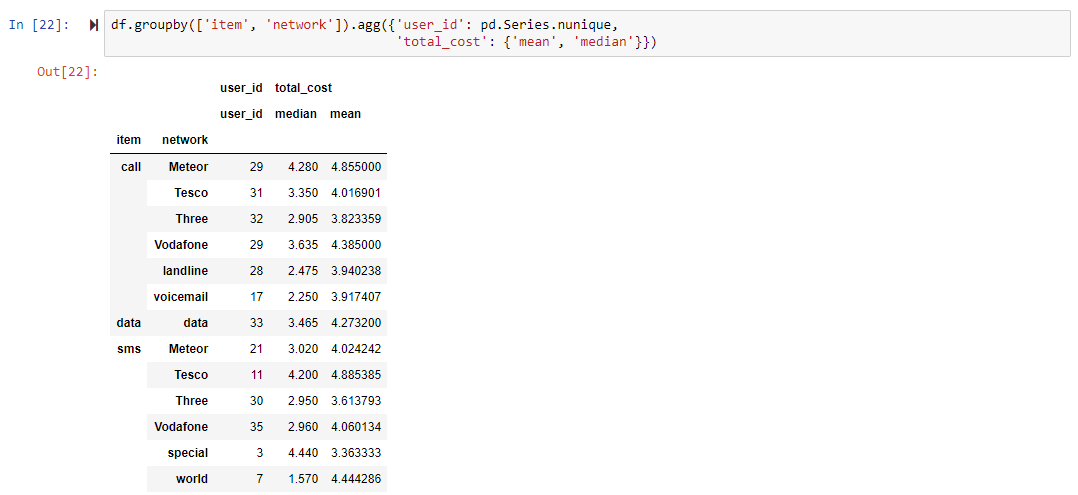 In [22]: df.groupby(['item', 'network']).agg({'user_id': pd.Series.nunique,
'total_cost': {'mean', 'median'}})
Out[22]:
user_id total_cost
user_id median mean
item network
call Meteor 29 4.280 4.855000
Tesco 31 3.350 4.016901
Three 32 2.905 3.823359
Vodafone 29 3.635 4.385000
landline 28 2.475 3.940238
voicemail 17 2.250 3.917407
data data 33 3.465 4.273200
sms Meteor 21 3.020 4.024242
Tesco 11 4.200 4.885385
Three 30 2.950 3.613793
Vodafone 35 2.960 4.060134
special 3 4.440 3.363333
world 7 1.570 4.444286